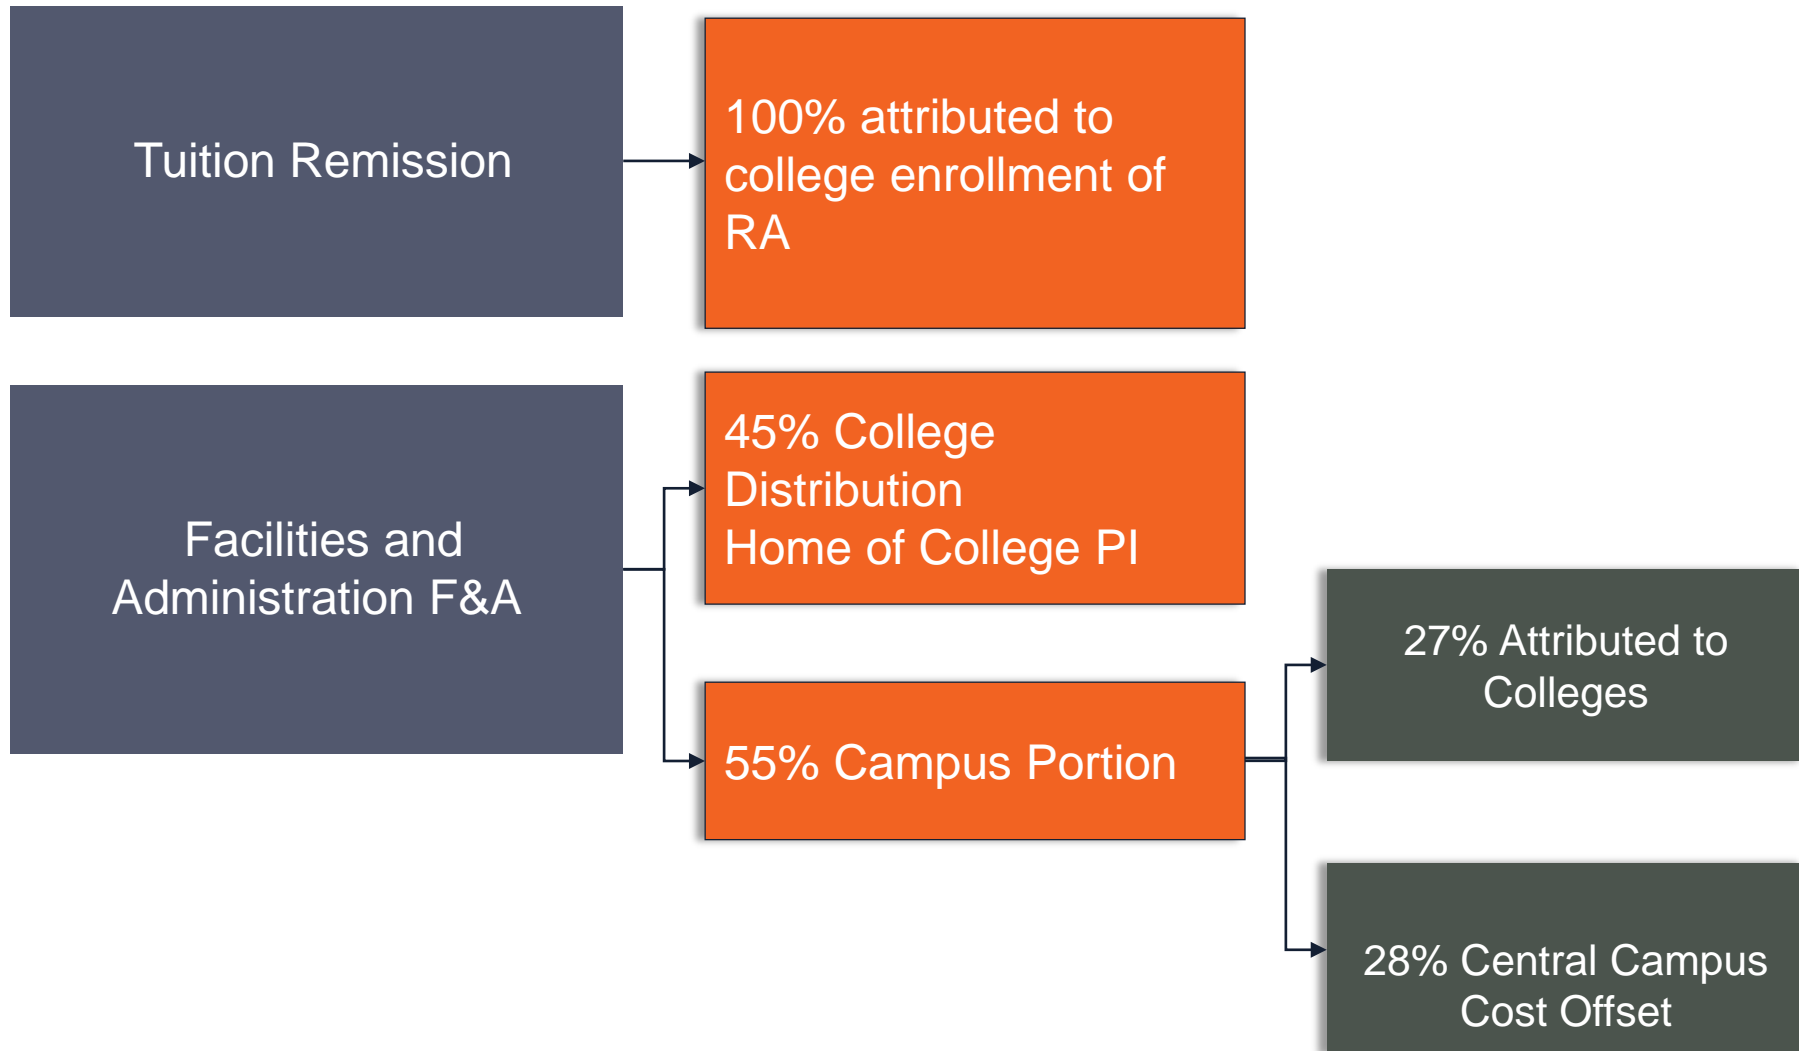 Tuition Remission
100% attributed to
college enrollment of
RA
Facilities and
Administration F&A
45% College
Distribution
Home of College PI
55% Campus Portion
27% Attributed to
Colleges
28% Central Campus
Cost Offset